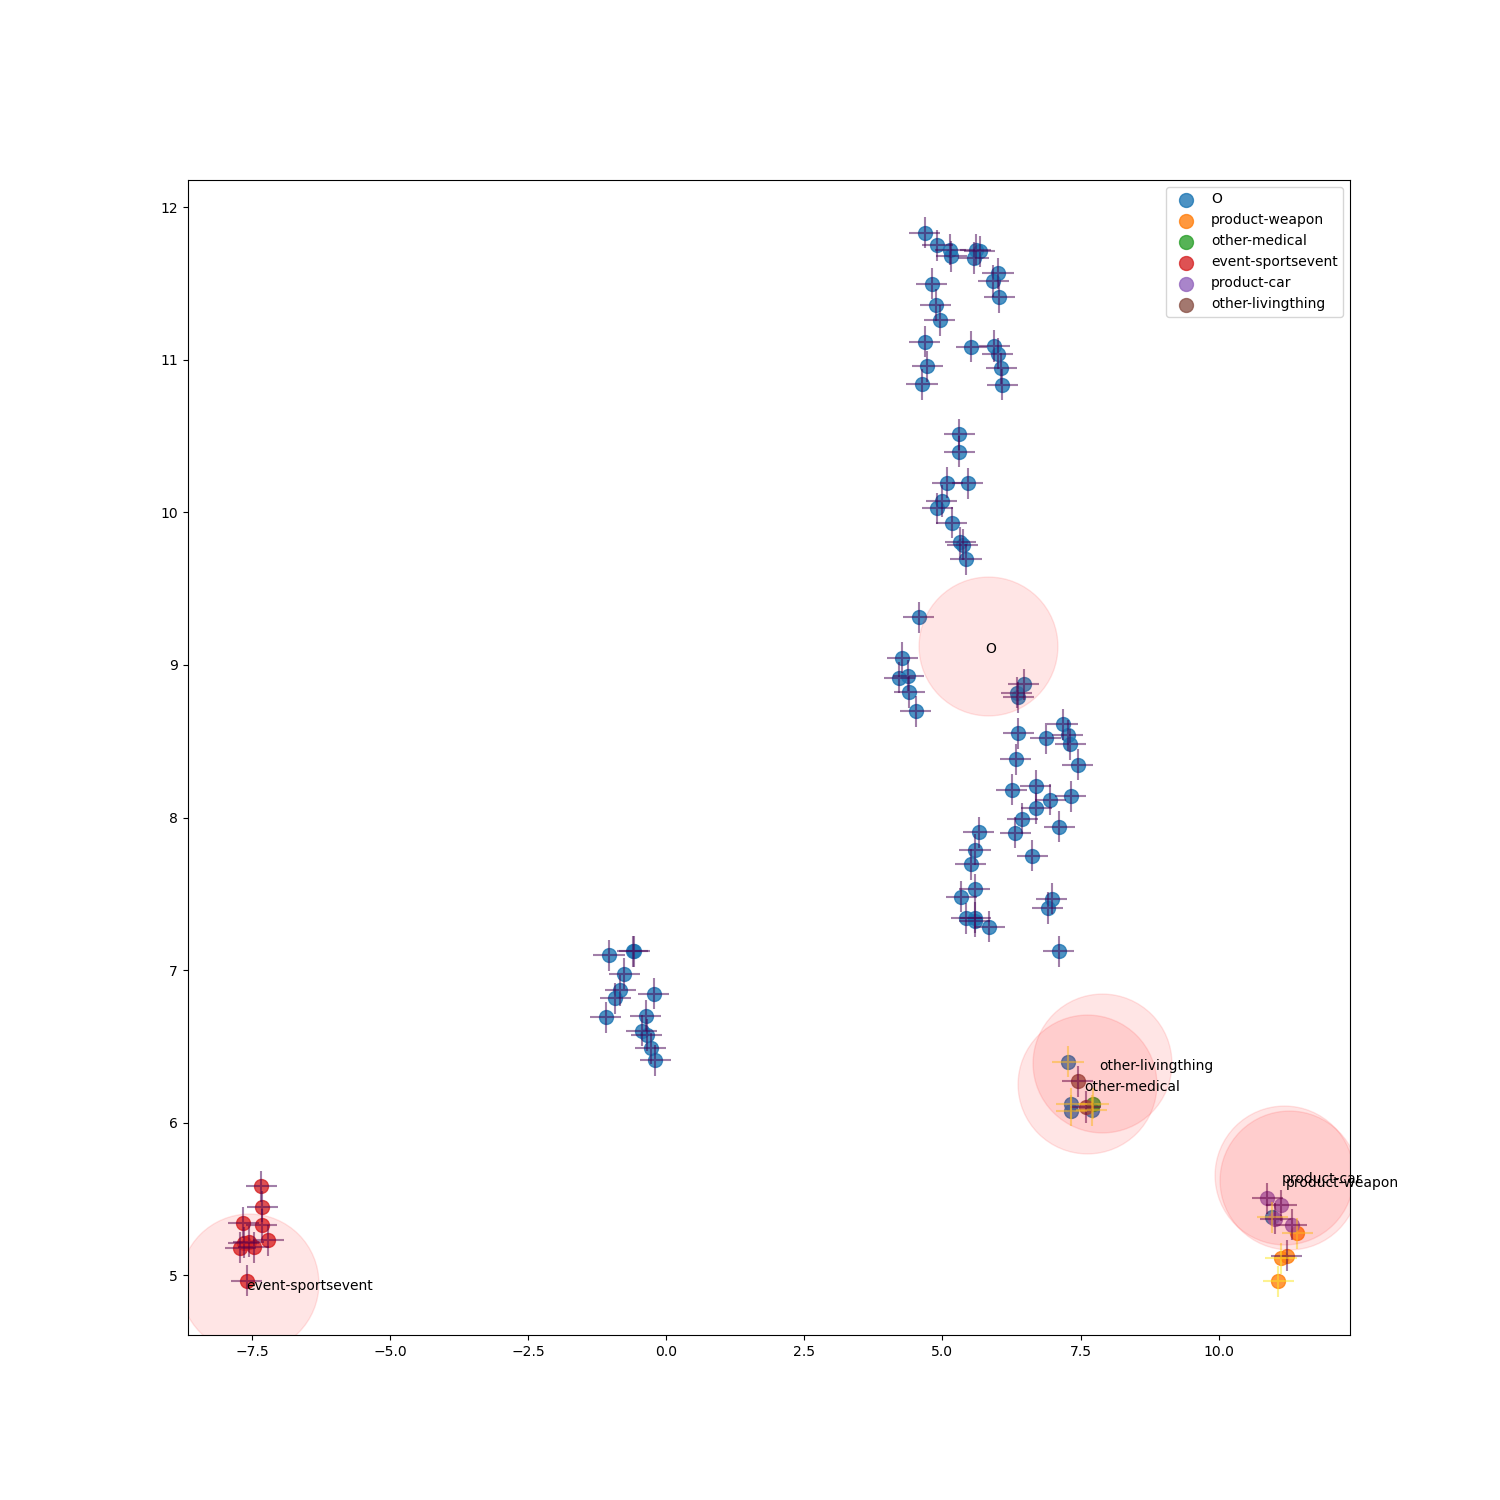 O
product-weapon
other-medical
event-sportsevent
product-car
other-livingthing
12
11
10
9
8
7
6
5
O
other-livingthing
other-medical
product-car
product-weapon
event-sportsevent
−7.5 −5.0 −2.5 0.0 2.5 5.0 7.5 10.0